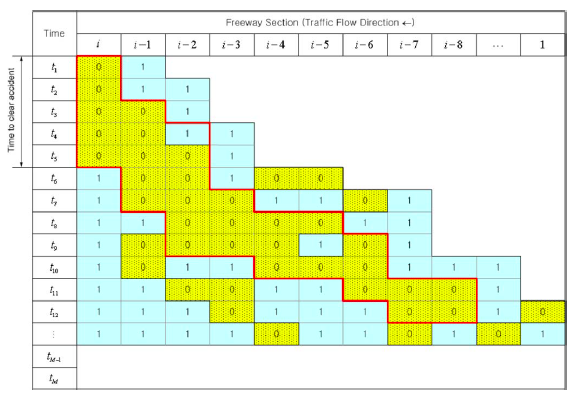 Freeway Section (Traffic Flow Direction ←)
Time
i i−1 i−2 i−3 i−4 i−5 i−6 i−7 i−8 ⋯ 1
Time to clear accident
t₁ 0 1
t₂ 0 1 1
t₃ 0 0 1
t₄ 0 0 1 1
t₅ 0 0 0 1
t₆ 1 0 0 1 0 0
t₇ 1 0 0 0 1 1 0 1
t₈ 1 1 0 0 0 0 1 1
t₉ 1 0 0 0 0 1 0 1
t₁₀ 1 0 1 1 0 0 0 1 1 1
t₁₁ 1 1 0 0 1 1 0 0 0 1
t₁₂ 1 1 1 0 1 1 1 0 0 1 0
⋮ 1 1 1 1 0 1 1 0 1 0 1
t_{M−1}
t_M